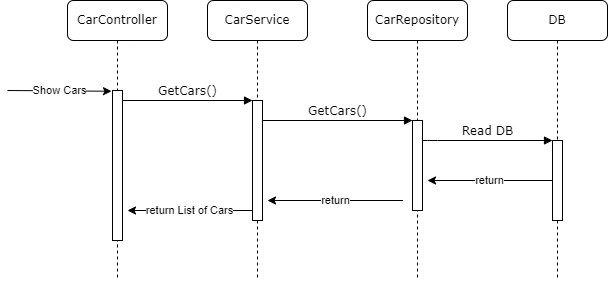 CarController
CarService
CarRepository
DB
Show Cars
GetCars()
GetCars()
Read DB
return
return
return List of Cars